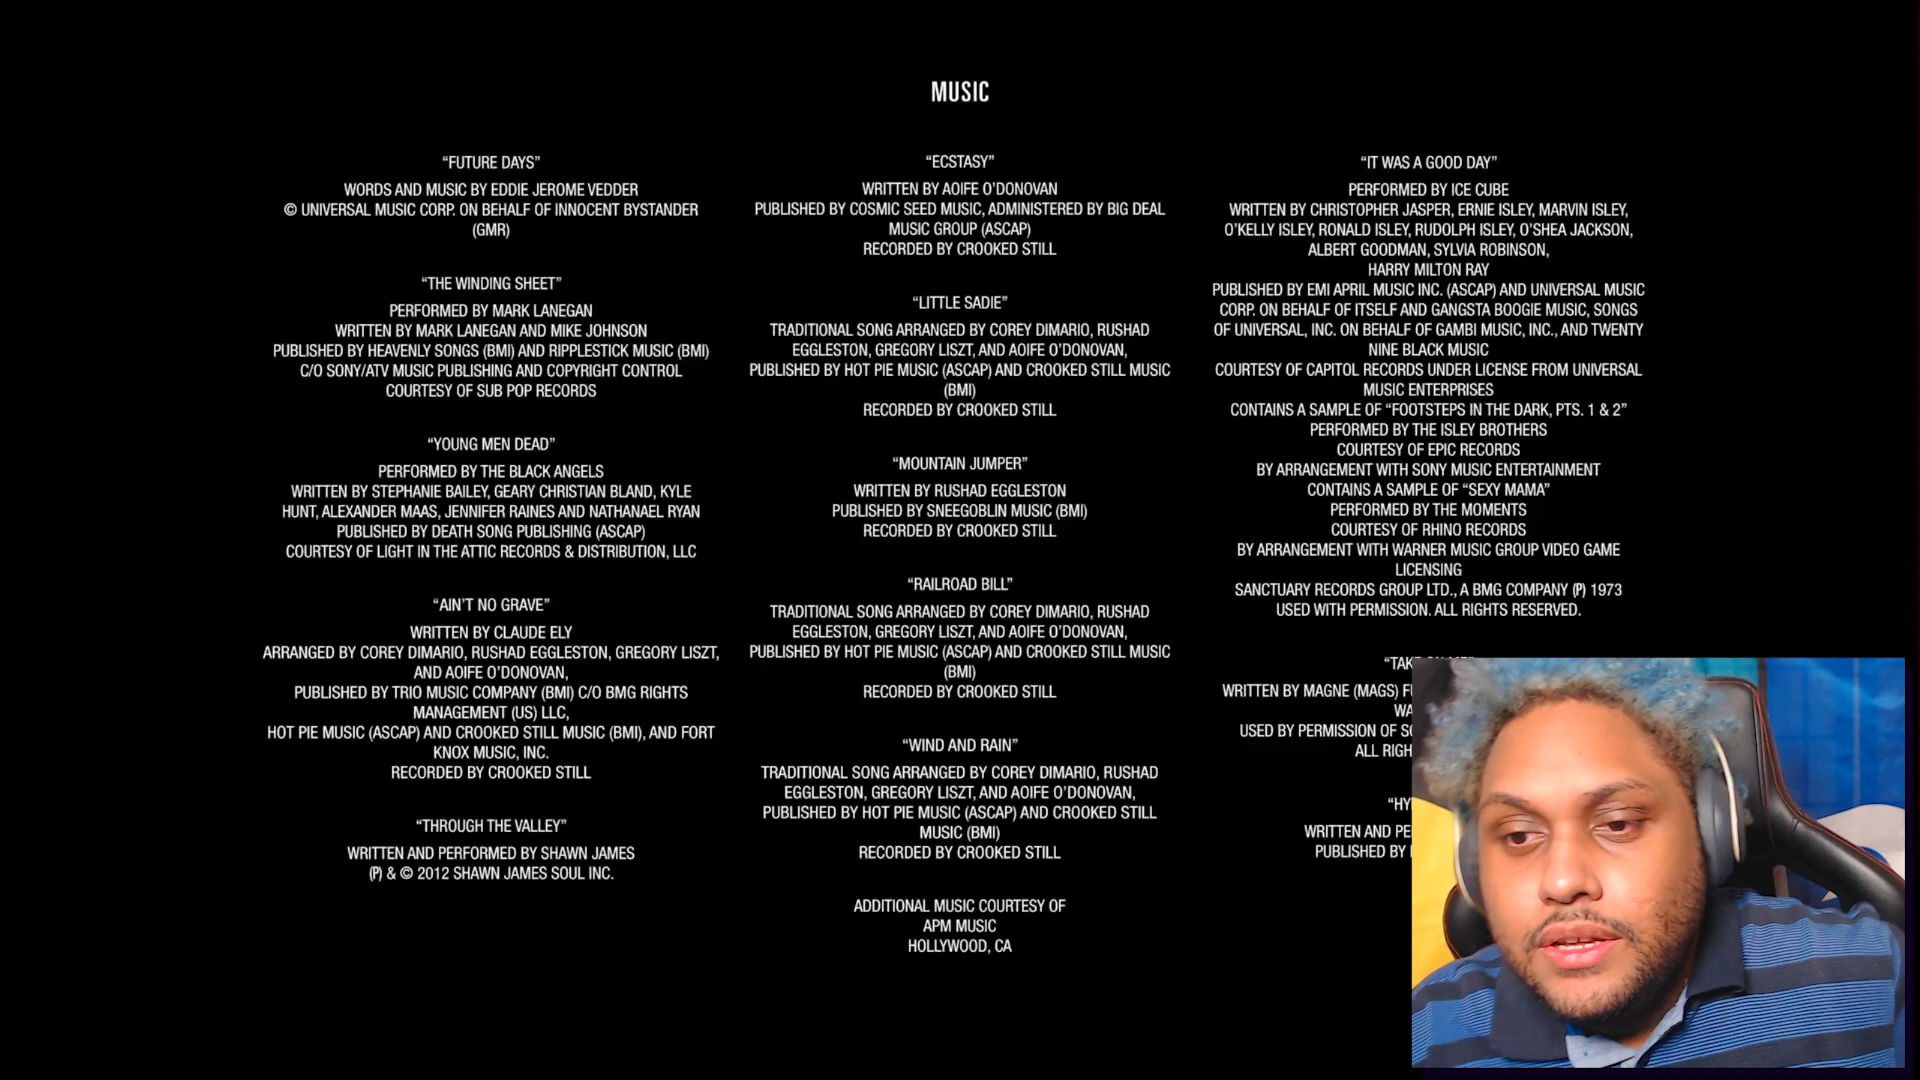 MUSIC
“FUTURE DAYS”
WORDS AND MUSIC BY EDDIE JEROME VEDDER
© UNIVERSAL MUSIC CORP. ON BEHALF OF INNOCENT BYSTANDER
(GMR)
“THE WINDING SHEET”
PERFORMED BY MARK LANEGAN
WRITTEN BY MARK LANEGAN AND MIKE JOHNSON
PUBLISHED BY HEAVENLY SONGS (BMI) AND RIPPLESTICK MUSIC (BMI)
C/O SONY/ATV MUSIC PUBLISHING AND COPYRIGHT CONTROL
COURTESY OF SUB POP RECORDS
“YOUNG MEN DEAD”
PERFORMED BY THE BLACK ANGELS
WRITTEN BY STEPHANIE BAILEY, GEARY CHRISTIAN BLAND, KYLE
HUNT, ALEXANDER MAAS, JENNIFER RAINES AND NATHANAEL RYAN
PUBLISHED BY DEATH SONG PUBLISHING (ASCAP)
COURTESY OF LIGHT IN THE ATTIC RECORDS & DISTRIBUTION, LLC
“AIN’T NO GRAVE”
WRITTEN BY CLAUDE ELY
ARRANGED BY COREY DIMARIO, RUSHAD EGGLESTON, GREGORY LISZT,
AND AOIFE O’DONOVAN,
PUBLISHED BY TRIO MUSIC COMPANY (BMI) C/O BMG RIGHTS
MANAGEMENT (US) LLC,
HOT PIE MUSIC (ASCAP) AND CROOKED STILL MUSIC (BMI), AND FORT
KNOX MUSIC, INC.
RECORDED BY CROOKED STILL
“THROUGH THE VALLEY”
WRITTEN AND PERFORMED BY SHAWN JAMES
(P) & © 2012 SHAWN JAMES SOUL INC.
“ECSTASY”
WRITTEN BY AOIFE O’DONOVAN
PUBLISHED BY COSMIC SEED MUSIC, ADMINISTERED BY BIG DEAL
MUSIC GROUP (ASCAP)
RECORDED BY CROOKED STILL
“LITTLE SADIE”
TRADITIONAL SONG ARRANGED BY COREY DIMARIO, RUSHAD
EGGLESTON, GREGORY LISZT, AND AOIFE O’DONOVAN,
PUBLISHED BY HOT PIE MUSIC (ASCAP) AND CROOKED STILL MUSIC
(BMI)
RECORDED BY CROOKED STILL
“MOUNTAIN JUMPER”
WRITTEN BY RUSHAD EGGLESTON
PUBLISHED BY SNEEGOBLIN MUSIC (BMI)
RECORDED BY CROOKED STILL
“RAILROAD BILL”
TRADITIONAL SONG ARRANGED BY COREY DIMARIO, RUSHAD
EGGLESTON, GREGORY LISZT, AND AOIFE O’DONOVAN,
PUBLISHED BY HOT PIE MUSIC (ASCAP) AND CROOKED STILL MUSIC
(BMI)
RECORDED BY CROOKED STILL
“WIND AND RAIN”
TRADITIONAL SONG ARRANGED BY COREY DIMARIO, RUSHAD
EGGLESTON, GREGORY LISZT, AND AOIFE O’DONOVAN,
PUBLISHED BY HOT PIE MUSIC (ASCAP) AND CROOKED STILL
MUSIC (BMI)
RECORDED BY CROOKED STILL
ADDITIONAL MUSIC COURTESY OF
APM MUSIC
HOLLYWOOD, CA
“IT WAS A GOOD DAY”
PERFORMED BY ICE CUBE
WRITTEN BY CHRISTOPHER JASPER, ERNIE ISLEY, MARVIN ISLEY,
O’KELLY ISLEY, RONALD ISLEY, RUDOLPH ISLEY, O’SHEA JACKSON,
ALBERT GOODMAN, SYLVIA ROBINSON,
HARRY MILTON RAY
PUBLISHED BY EMI APRIL MUSIC INC. (ASCAP) AND UNIVERSAL MUSIC
CORP. ON BEHALF OF ITSELF AND GANGSTA BOOGIE MUSIC, SONGS
OF UNIVERSAL, INC. ON BEHALF OF GAMBI MUSIC, INC., AND TWENTY
NINE BLACK MUSIC
COURTESY OF CAPITOL RECORDS UNDER LICENSE FROM UNIVERSAL
MUSIC ENTERPRISES
CONTAINS A SAMPLE OF “FOOTSTEPS IN THE DARK, PTS. 1 & 2”
PERFORMED BY THE ISLEY BROTHERS
COURTESY OF EPIC RECORDS
BY ARRANGEMENT WITH SONY MUSIC ENTERTAINMENT
CONTAINS A SAMPLE OF “SEXY MAMA”
PERFORMED BY THE MOMENTS
COURTESY OF RHINO RECORDS
BY ARRANGEMENT WITH WARNER MUSIC GROUP VIDEO GAME
LICENSING
SANCTUARY RECORDS GROUP LTD., A BMG COMPANY (P) 1973
USED WITH PERMISSION. ALL RIGHTS RESERVED.
WRITTEN BY MAGNE (MAGS)
USED BY PERMISSION OF
ALL
WRITTEN AND
PUBLISHED BY